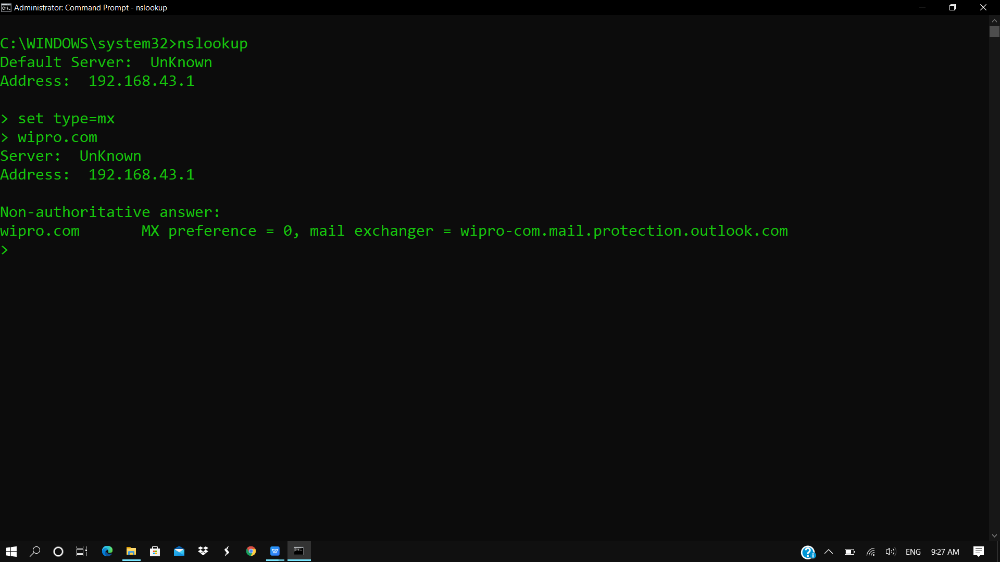 Administrator: Command Prompt - nslookup
C:\WINDOWS\system32>nslookup
Default Server:  UnKnown
Address:  192.168.43.1
> set type=mx
> wipro.com
Server:  UnKnown
Address:  192.168.43.1
Non-authoritative answer:
wipro.com       MX preference = 0, mail exchanger = wipro-com.mail.protection.outlook.com
>
ENG 9:27 AM